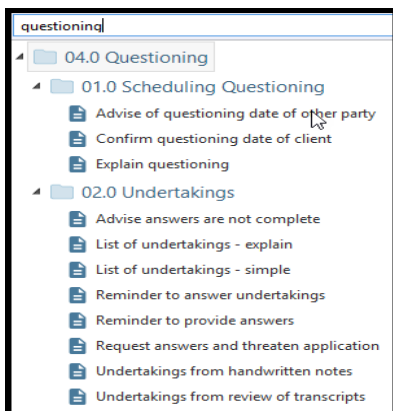 questioning
04.0 Questioning
01.0 Scheduling Questioning
Advise of questioning date of other party
Confirm questioning date of client
Explain questioning
02.0 Undertakings
Advise answers are not complete
List of undertakings - explain
List of undertakings - simple
Reminder to answer undertakings
Reminder to provide answers
Request answers and threaten application
Undertakings from handwritten notes
Undertakings from review of transcripts